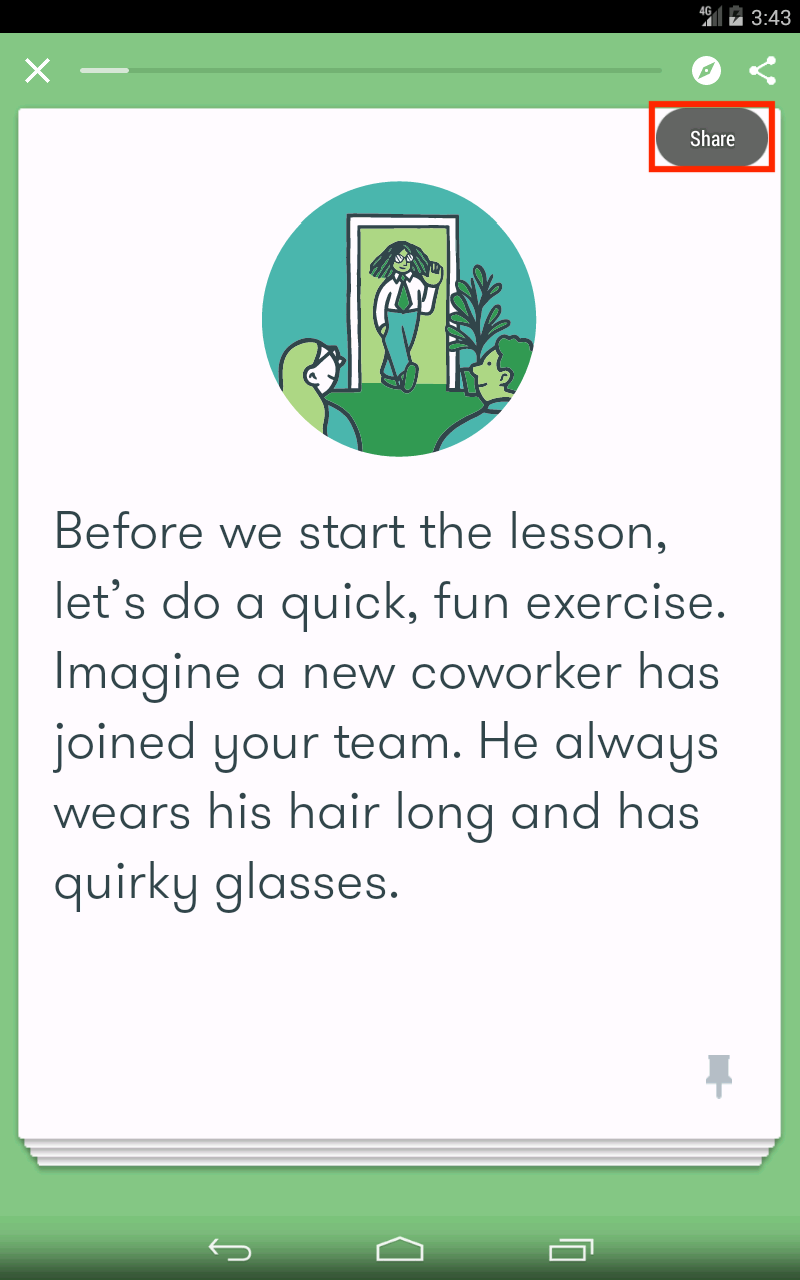 4G 3:43
Share
Before we start the lesson,
let’s do a quick, fun exercise.
Imagine a new coworker has
joined your team. He always
wears his hair long and has
quirky glasses.